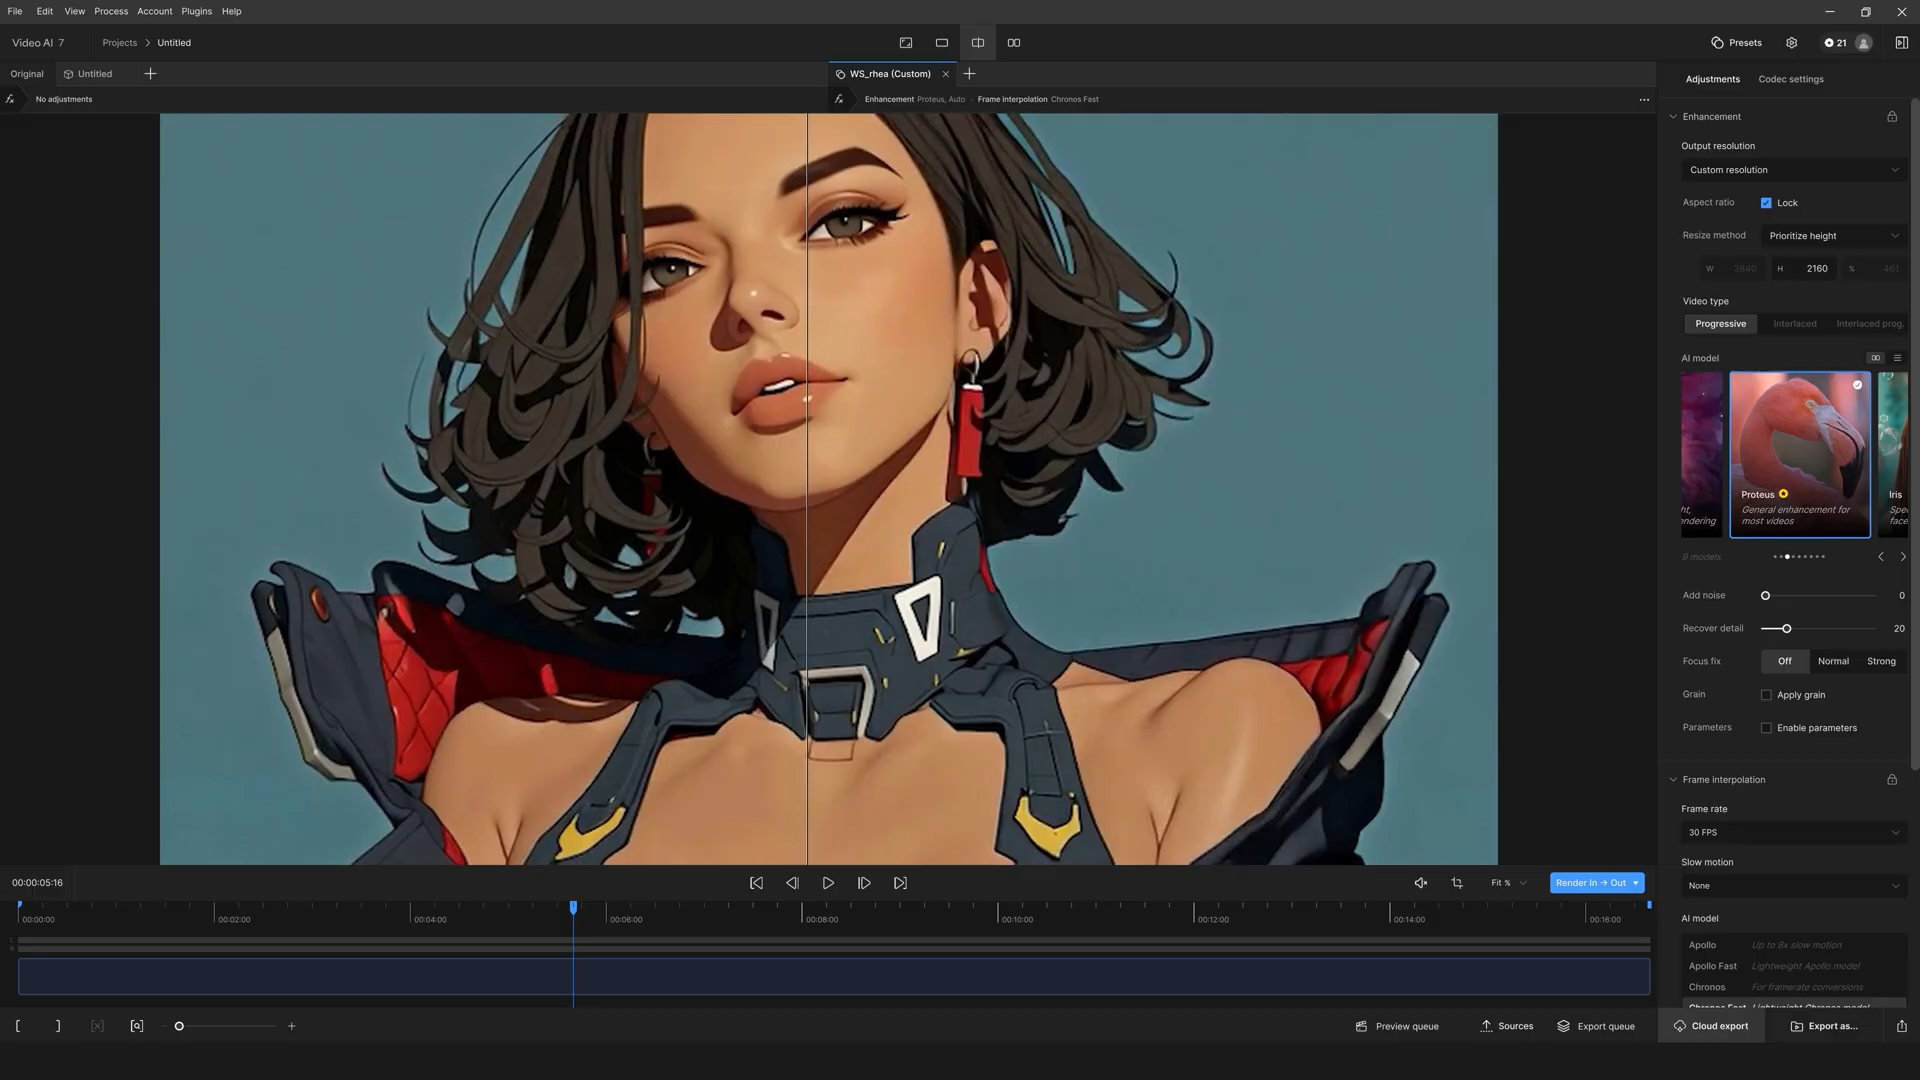 File Edit View Process Account Plugins Help
Video AI 7 Projects Untitled Presets 21
Original Untitled WS_rhea (Custom)
Adjustments Codec settings
No adjustments Enhancement Proteus, Auto · Frame interpolation Chronos Fast
Enhancement
Output resolution
Custom resolution
Aspect ratio Lock
Resize method Prioritize height
W 3840 H 2160 % 461
Video type
Progressive Interlaced Interlaced prog.
AI model
Proteus Iris
General enhancement for
most videos
9 models
Add noise 0
Recover detail 20
Focus fix Off Normal Strong
Grain Apply grain
Parameters Enable parameters
Frame interpolation
Frame rate
30 FPS
Slow motion
None
AI model
Apollo Up to 8x slow motion
Apollo Fast Lightweight Apollo model
Chronos For framerate conversions
Chronos Fast Lightweight Chronos model
00:00:05:16 Fit % Render In → Out
00:00:00 00:02:00 00:04:00 00:06:00 00:08:00 00:10:00 00:12:00 00:14:00 00:16:00
Preview queue Sources Export queue Cloud export Export as...